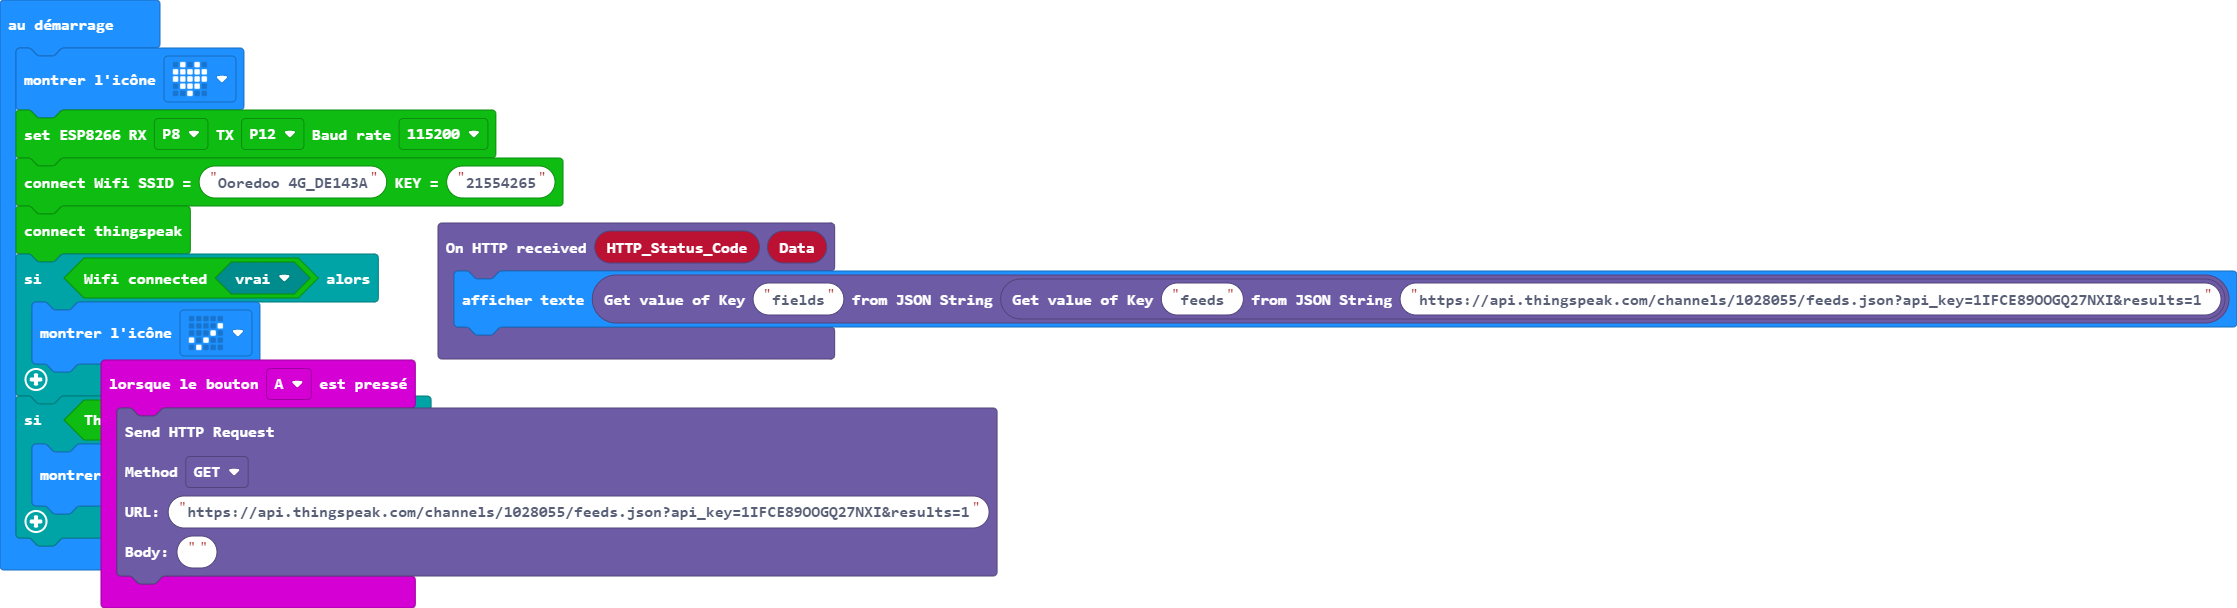 au démarrage
montrer l'icône
set ESP8266 RX P8 TX P12 Baud rate 115200
connect Wifi SSID = "Ooredoo 4G_DE143A" KEY = "21554265"
connect thingspeak
si Wifi connected vrai alors
montrer l'icône
si Th
montrer
On HTTP received HTTP_Status_Code Data
afficher texte Get value of Key "fields" from JSON String Get value of Key "feeds" from JSON String "https://api.thingspeak.com/channels/1028055/feeds.json?api_key=1IFCE89OOGQ27NXI&results=1"
lorsque le bouton A est pressé
Send HTTP Request
Method GET
URL: "https://api.thingspeak.com/channels/1028055/feeds.json?api_key=1IFCE89OOGQ27NXI&results=1"
Body: " "